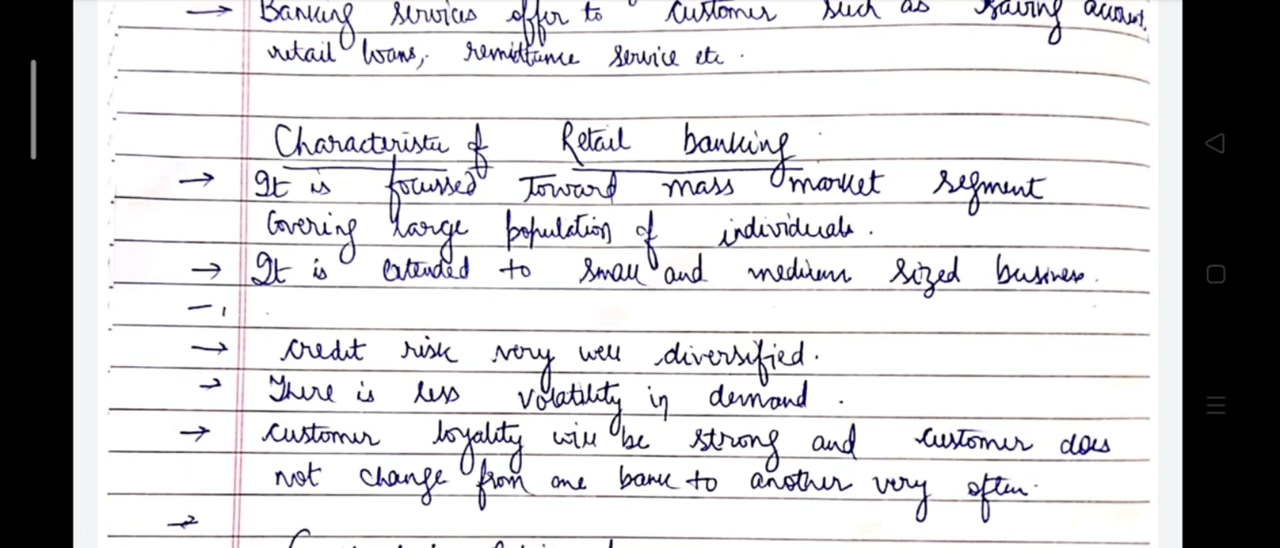 → Banking services offer to customer such as saving account,
retail loans, remittance service etc.
Characteristic of Retail banking
→ It is focussed Toward mass market segment
Covering large population of individuals.
→ It is extended to small and medium sized business.
→ credit risk very well diversified.
→ There is less volatility in demand.
→ customer loyality will be strong and customer does
not change from one bank to another very often.
→